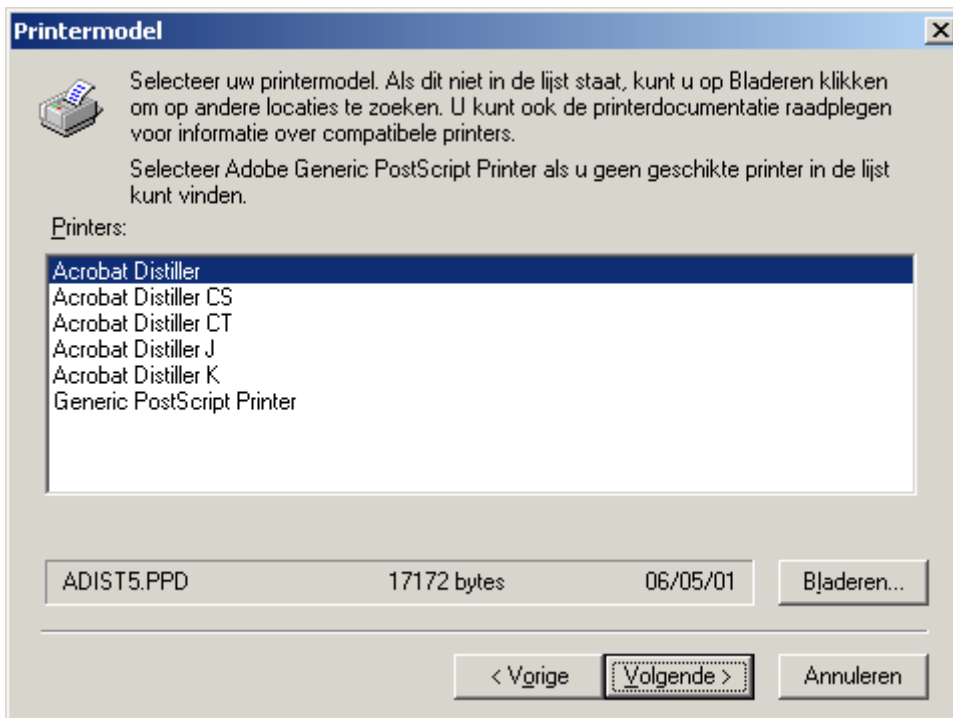 Printermodel
Selecteer uw printermodel. Als dit niet in de lijst staat, kunt u op Bladeren klikken
om op andere locaties te zoeken. U kunt ook de printerdocumentatie raadplegen
voor informatie over compatibele printers.
Selecteer Adobe Generic PostScript Printer als u geen geschikte printer in de lijst
kunt vinden.
Printers:
Acrobat Distiller
Acrobat Distiller CS
Acrobat Distiller CT
Acrobat Distiller J
Acrobat Distiller K
Generic PostScript Printer
ADIST5.PPD 17172 bytes 06/05/01 Bladeren...
< Vorige Volgende > Annuleren